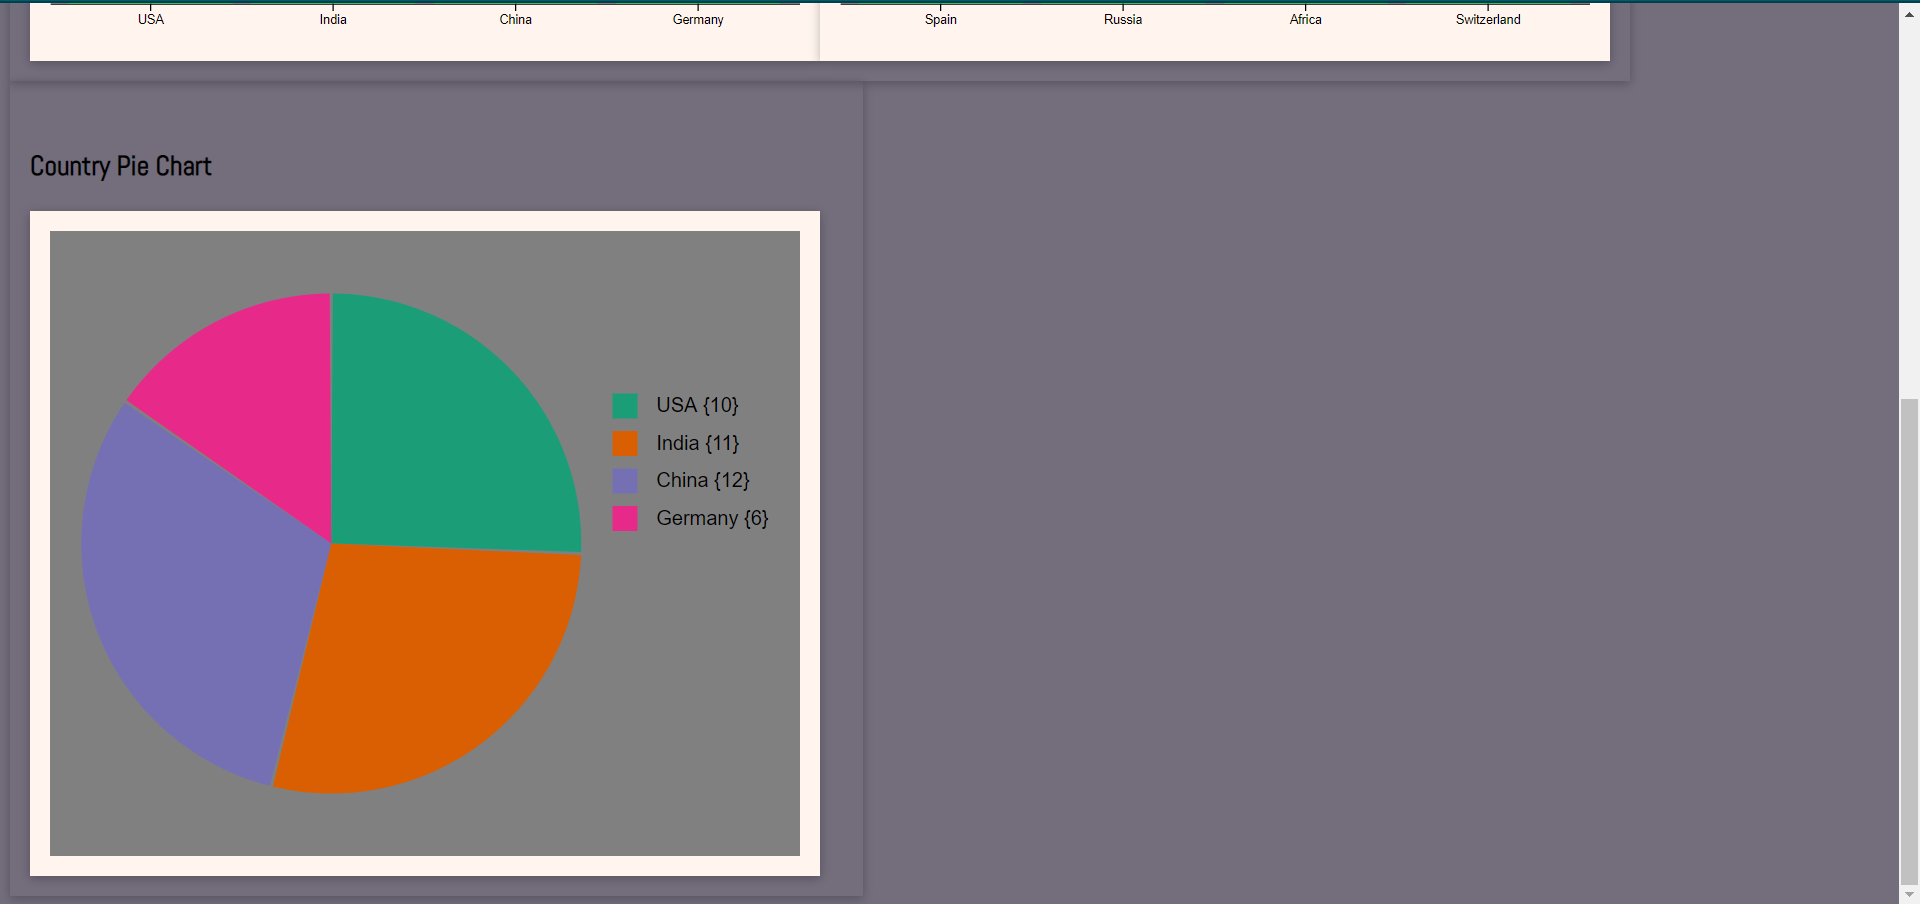 USA India China Germany Spain Russia Africa Switzerland
Country Pie Chart
USA {10}
India {11}
China {12}
Germany {6}